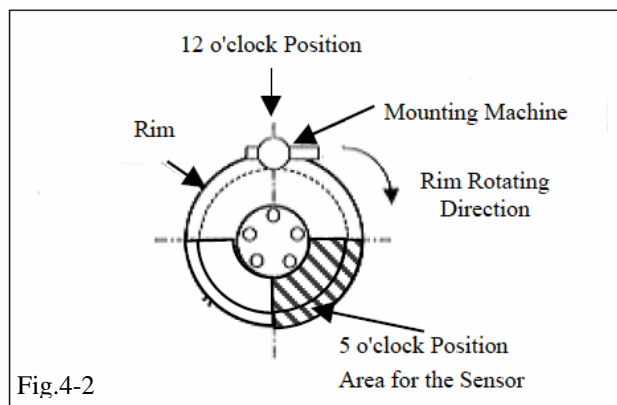 12 o'clock Position
Mounting Machine
Rim
Rim Rotating
Direction
5 o'clock Position
Area for the Sensor
Fig.4-2